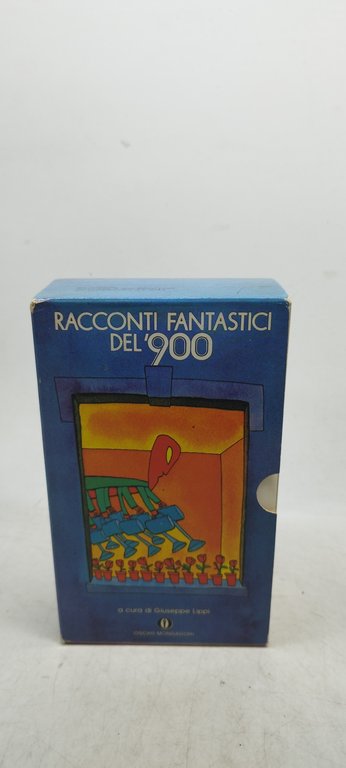 RACCONTI FANTASTICI
DEL '900
a cura di Giuseppe Lippi
OSCAR MONDADORI